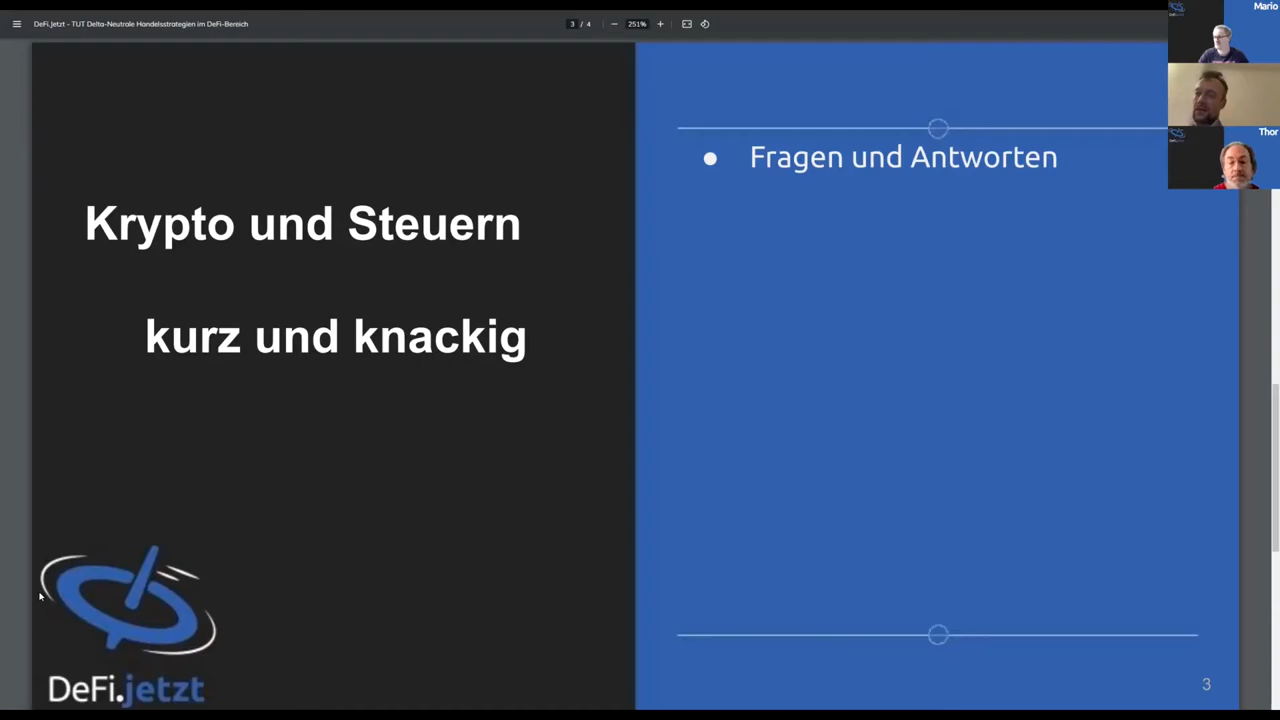 DeFi.Jetzt - TUT Delta-Neutrale Handelsstrategien im DeFi-Bereich
3 / 4
251%
Mario
Thor
Krypto und Steuern
kurz und knackig
Fragen und Antworten
DeFi.jetzt
3